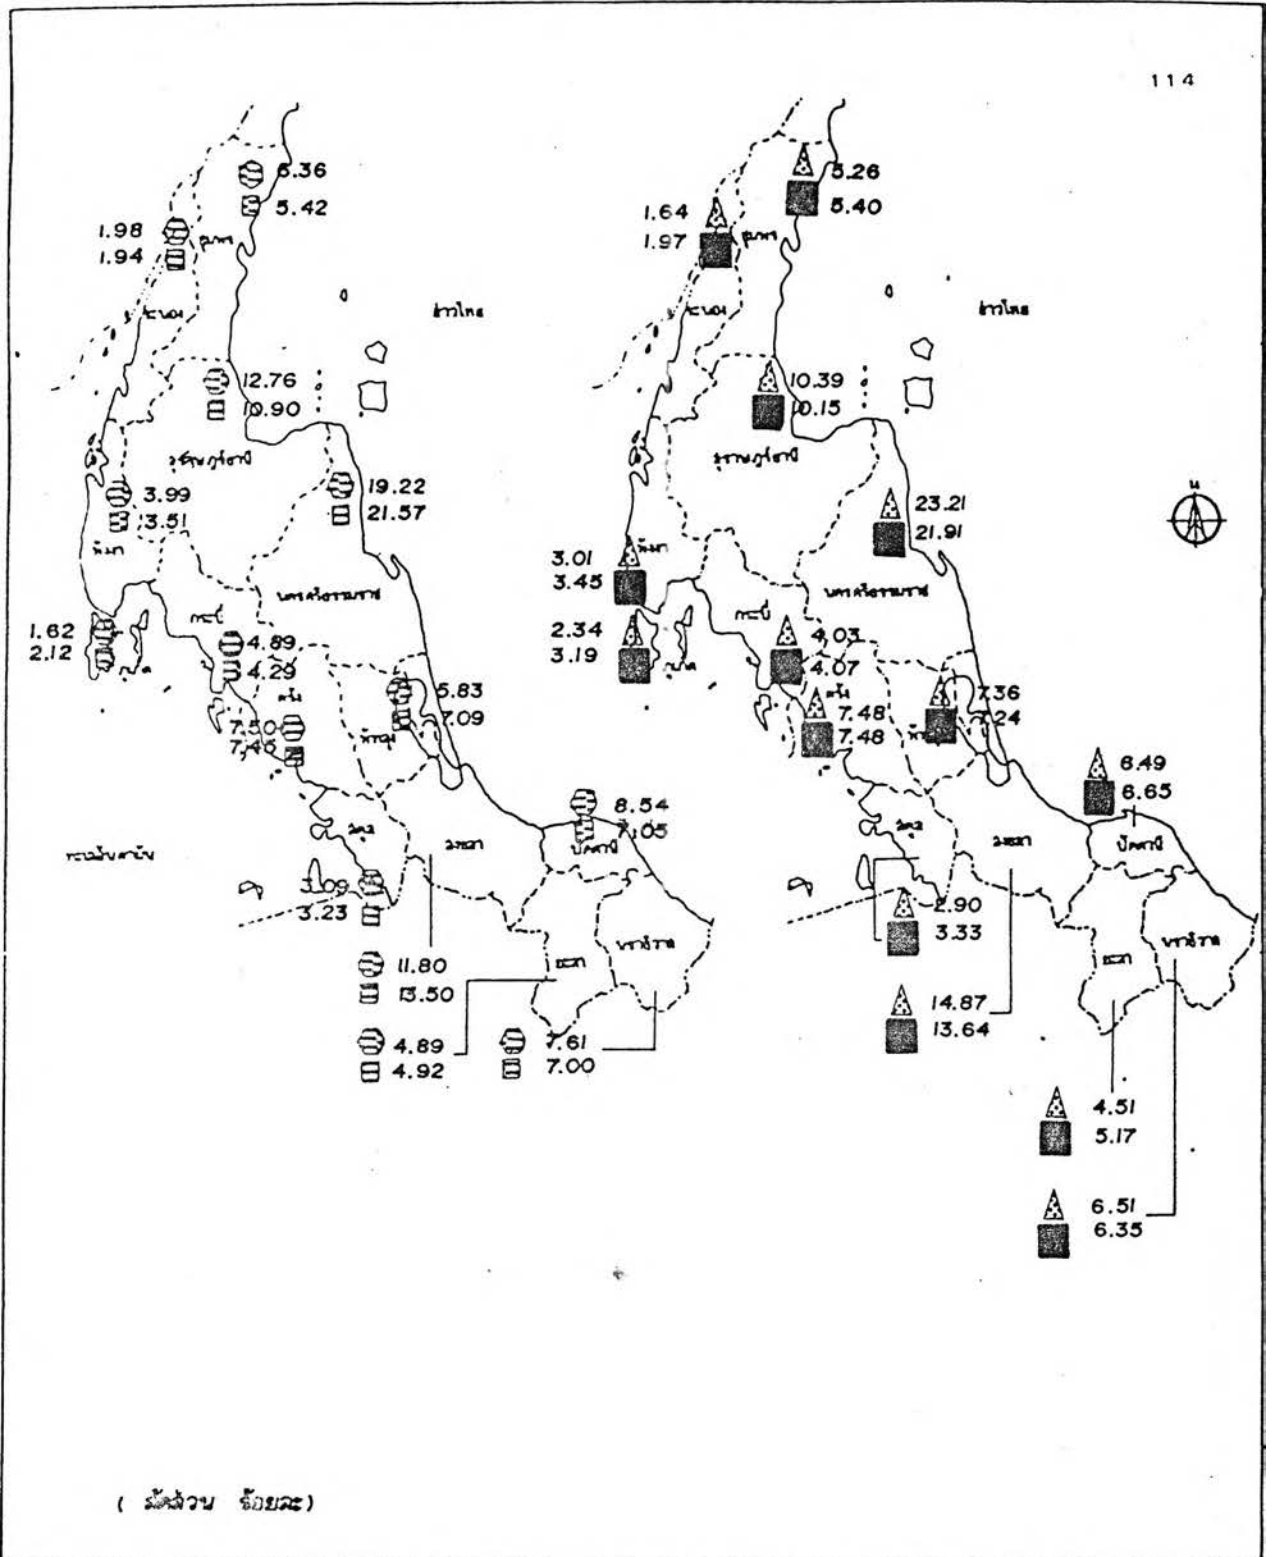 114
6.36
5.42
1.98
1.94
ชุมพร
ระนอง
อ่าวไทย
12.76
10.90
สุราษฎร์ธานี
3.99
3.51
19.22
21.57
พังงา
นครศรีธรรมราช
กระบี่
1.62
2.12
ภูเก็ต
4.89
4.29
ตรัง
5.83
7.09
7.50
7.46
พัทลุง
8.54
7.05
สตูล
สงขลา
ปัตตานี
ทะเลอันดามัน
3.09
3.23
นราธิวาส
ยะลา
11.80
13.50
4.89
4.92
7.61
7.00
5.26
5.40
1.64
1.97
ชุมพร
ระนอง
อ่าวไทย
10.39
10.15
สุราษฎร์ธานี
น
23.21
21.91
3.01
3.45
พังงา
นครศรีธรรมราช
กระบี่
2.34
3.19
ภูเก็ต
4.03
4.07
ตรัง
7.48
7.48
7.36
7.24
6.49
6.65
สตูล
สงขลา
ปัตตานี
2.90
3.33
นราธิวาส
ยะลา
14.87
13.64
4.51
5.17
6.51
6.35
( สัดส่วน ร้อยละ)